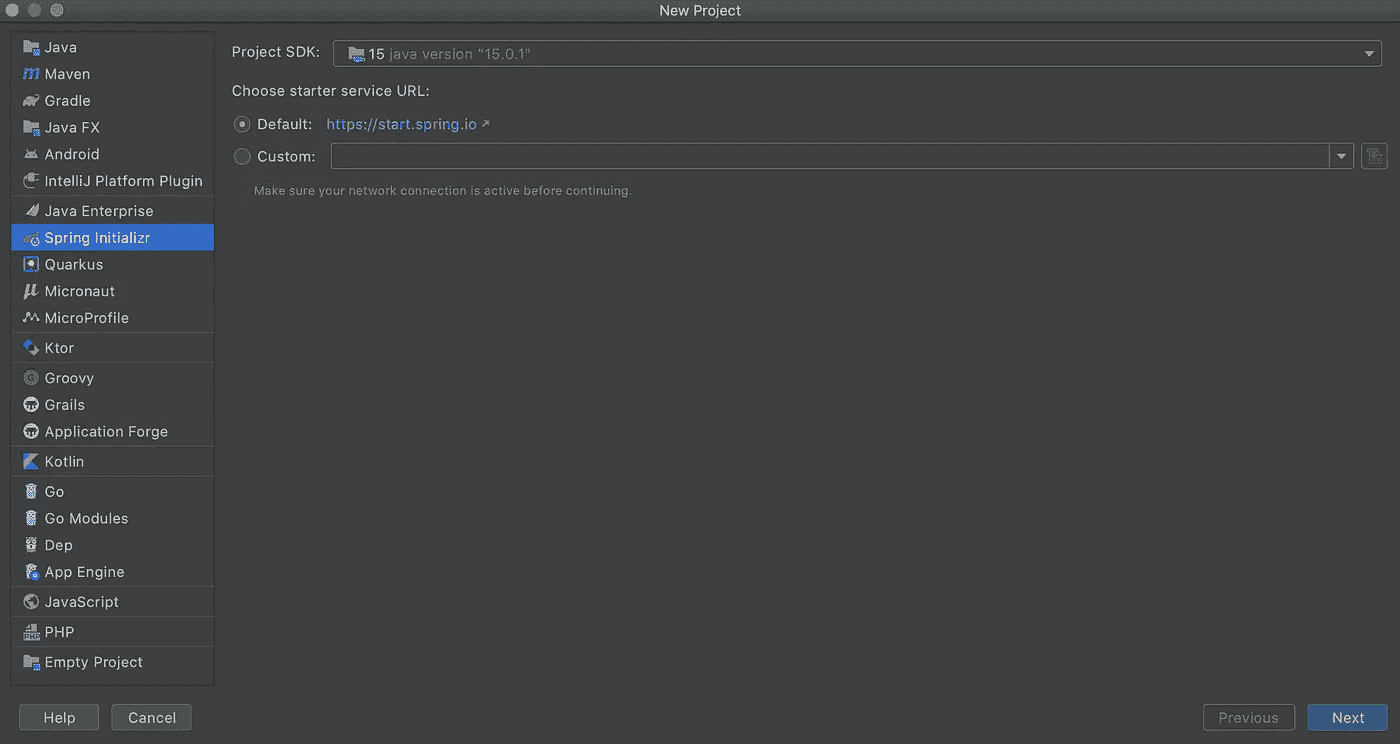 New Project
Java
Maven
Gradle
Java FX
Android
IntelliJ Platform Plugin
Java Enterprise
Spring Initializr
Quarkus
Micronaut
MicroProfile
Ktor
Groovy
Grails
Application Forge
Kotlin
Go
Go Modules
Dep
App Engine
JavaScript
PHP
Empty Project
Project SDK: 15 java version "15.0.1"
Choose starter service URL:
Default: https://start.spring.io
Custom:
Make sure your network connection is active before continuing.
Help Cancel Previous Next